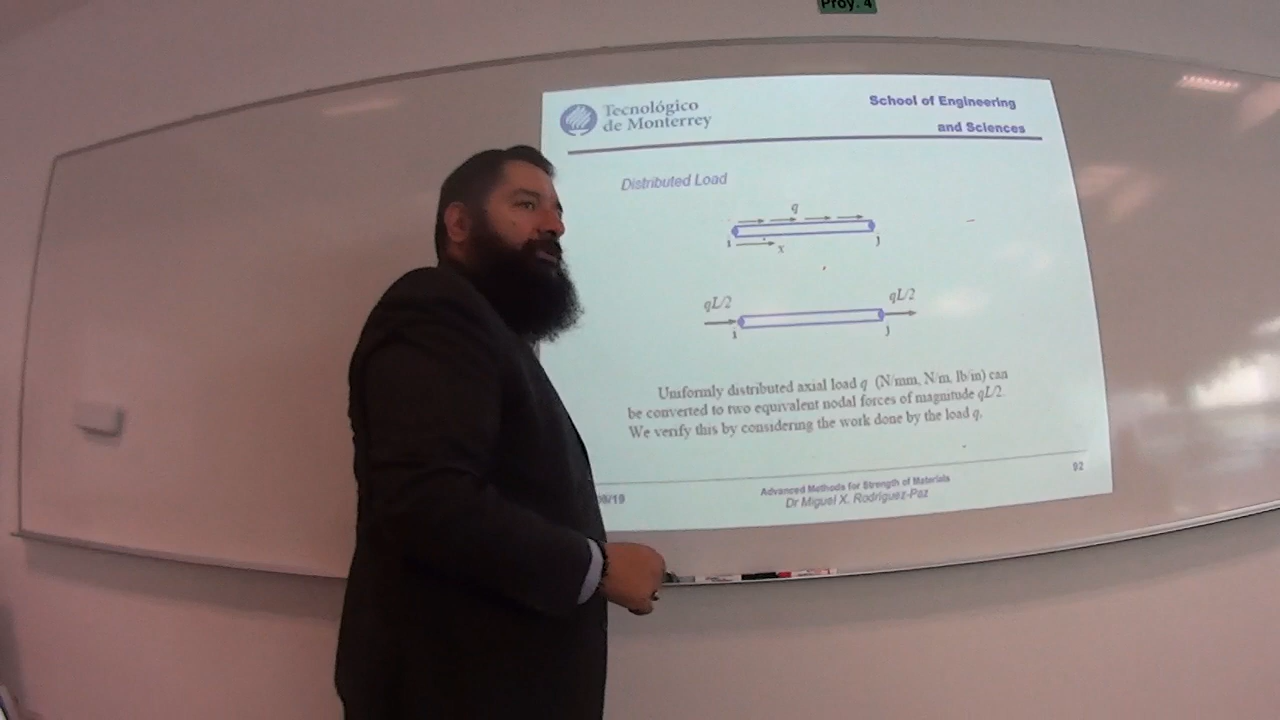 Proy. 4
Tecnológico
de Monterrey
School of Engineering
and Sciences
Distributed Load
q
i
x
j
qL/2
qL/2
i
j
Uniformly distributed axial load q (N/mm, N/m, lb/in) can
be converted to two equivalent nodal forces of magnitude qL/2.
We verify this by considering the work done by the load q.
/19
Advanced Methods for Strength of Materials
Dr Miguel X. Rodríguez-Paz
92